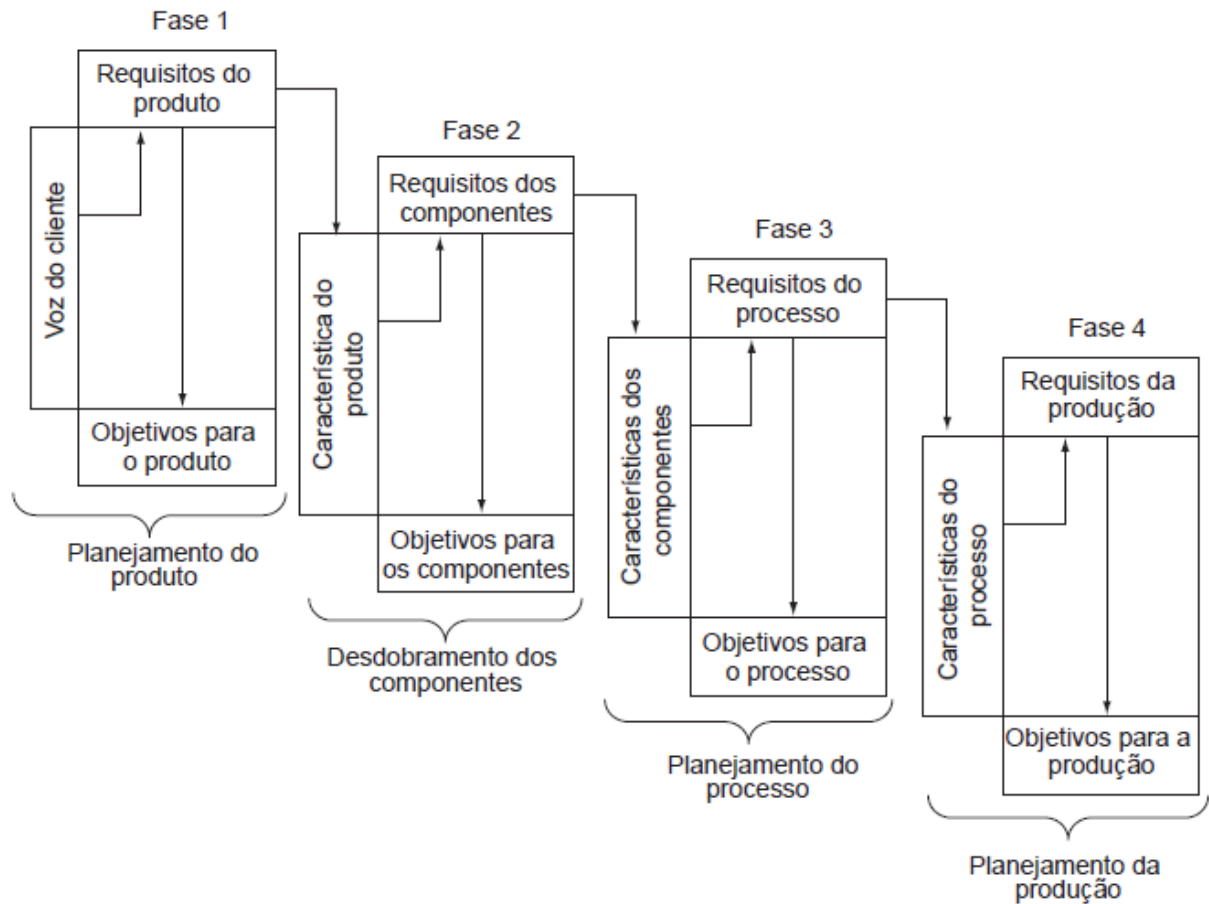 Fase 1
Requisitos do
produto
Voz do cliente
Objetivos para
o produto
Planejamento do
produto
Fase 2
Requisitos dos
componentes
Característica do
produto
Objetivos para
os componentes
Desdobramento dos
componentes
Fase 3
Requisitos do
processo
Características dos
componentes
Objetivos para
o processo
Planejamento do
processo
Fase 4
Requisitos da
produção
Características do
processo
Objetivos para a
produção
Planejamento da
produção